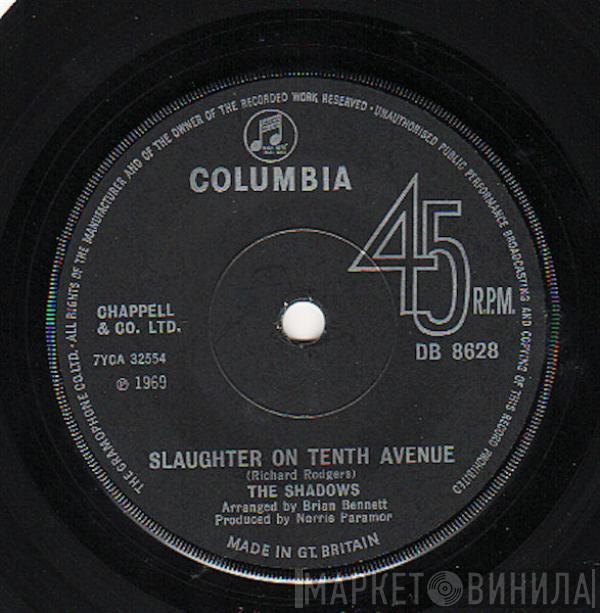 THE GRAMOPHONE CO. LTD. · ALL RIGHTS OF THE MANUFACTURER AND OF THE OWNER OF THE RECORDED WORK RESERVED · UNAUTHORISED PUBLIC PERFORMANCE BROADCASTING AND COPYING OF THIS RECORD PROHIBITED
COLUMBIA
45 R.P.M.
CHAPPELL
& CO. LTD.
7YCA 32554
℗ 1969
DB 8628
SLAUGHTER ON TENTH AVENUE
(Richard Rodgers)
THE SHADOWS
Arranged by Brian Bennett
Produced by Norrie Paramor
MADE IN GT. BRITAIN
МАРКЕТ ВИНИЛА